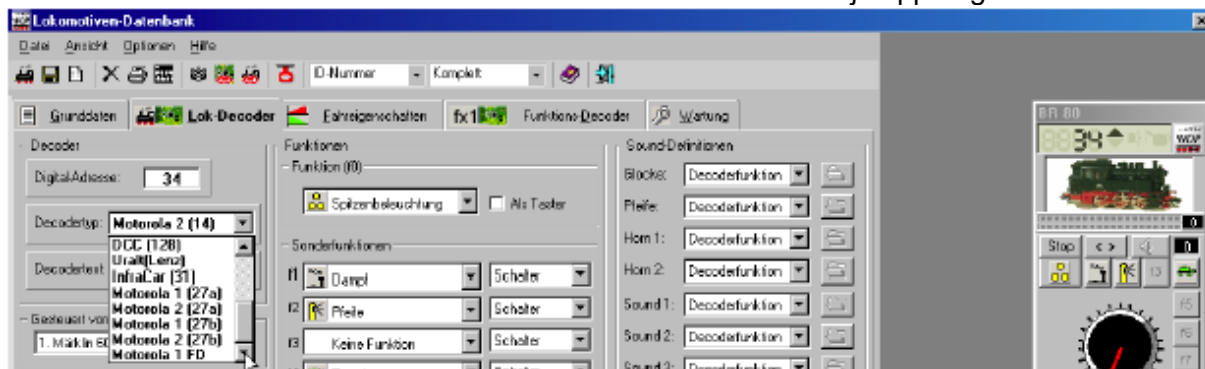 Lokomotiven-Datenbank
Datei Ansicht Optionen Hilfe
ID-Nummer Komplett
Grunddaten Lok-Decoder Fahreigenschaften fx1 Funktions-Decoder Wartung
Decoder Funktionen Sound-Definitionen
Funktion (f0)
Digital-Adresse: 34 Spitzenbeleuchtung Als Taster
Glocke: Decoderfunktion
Pfeife: Decoderfunktion
Decodertyp: Motorola 2 (14)
DCC (128)
Uralt(Lenz)
InfraCar (31)
Motorola 1 (27a)
Motorola 2 (27a)
Motorola 1 (27b)
Motorola 2 (27b)
Motorola 1 FD
Decodertext
Gesteuert von
1. Märklin 60
Sonderfunktionen
f1 Dampf Schalter
f2 Pfeife Schalter
f3 Keine Funktion Schalter
Horn 1: Decoderfunktion
Horn 2: Decoderfunktion
Sound 1: Decoderfunktion
Sound 2: Decoderfunktion
Sound 3: Decoderfunktion
BR 80
34
0
Stop < > 0
f3
f5
f6
f7